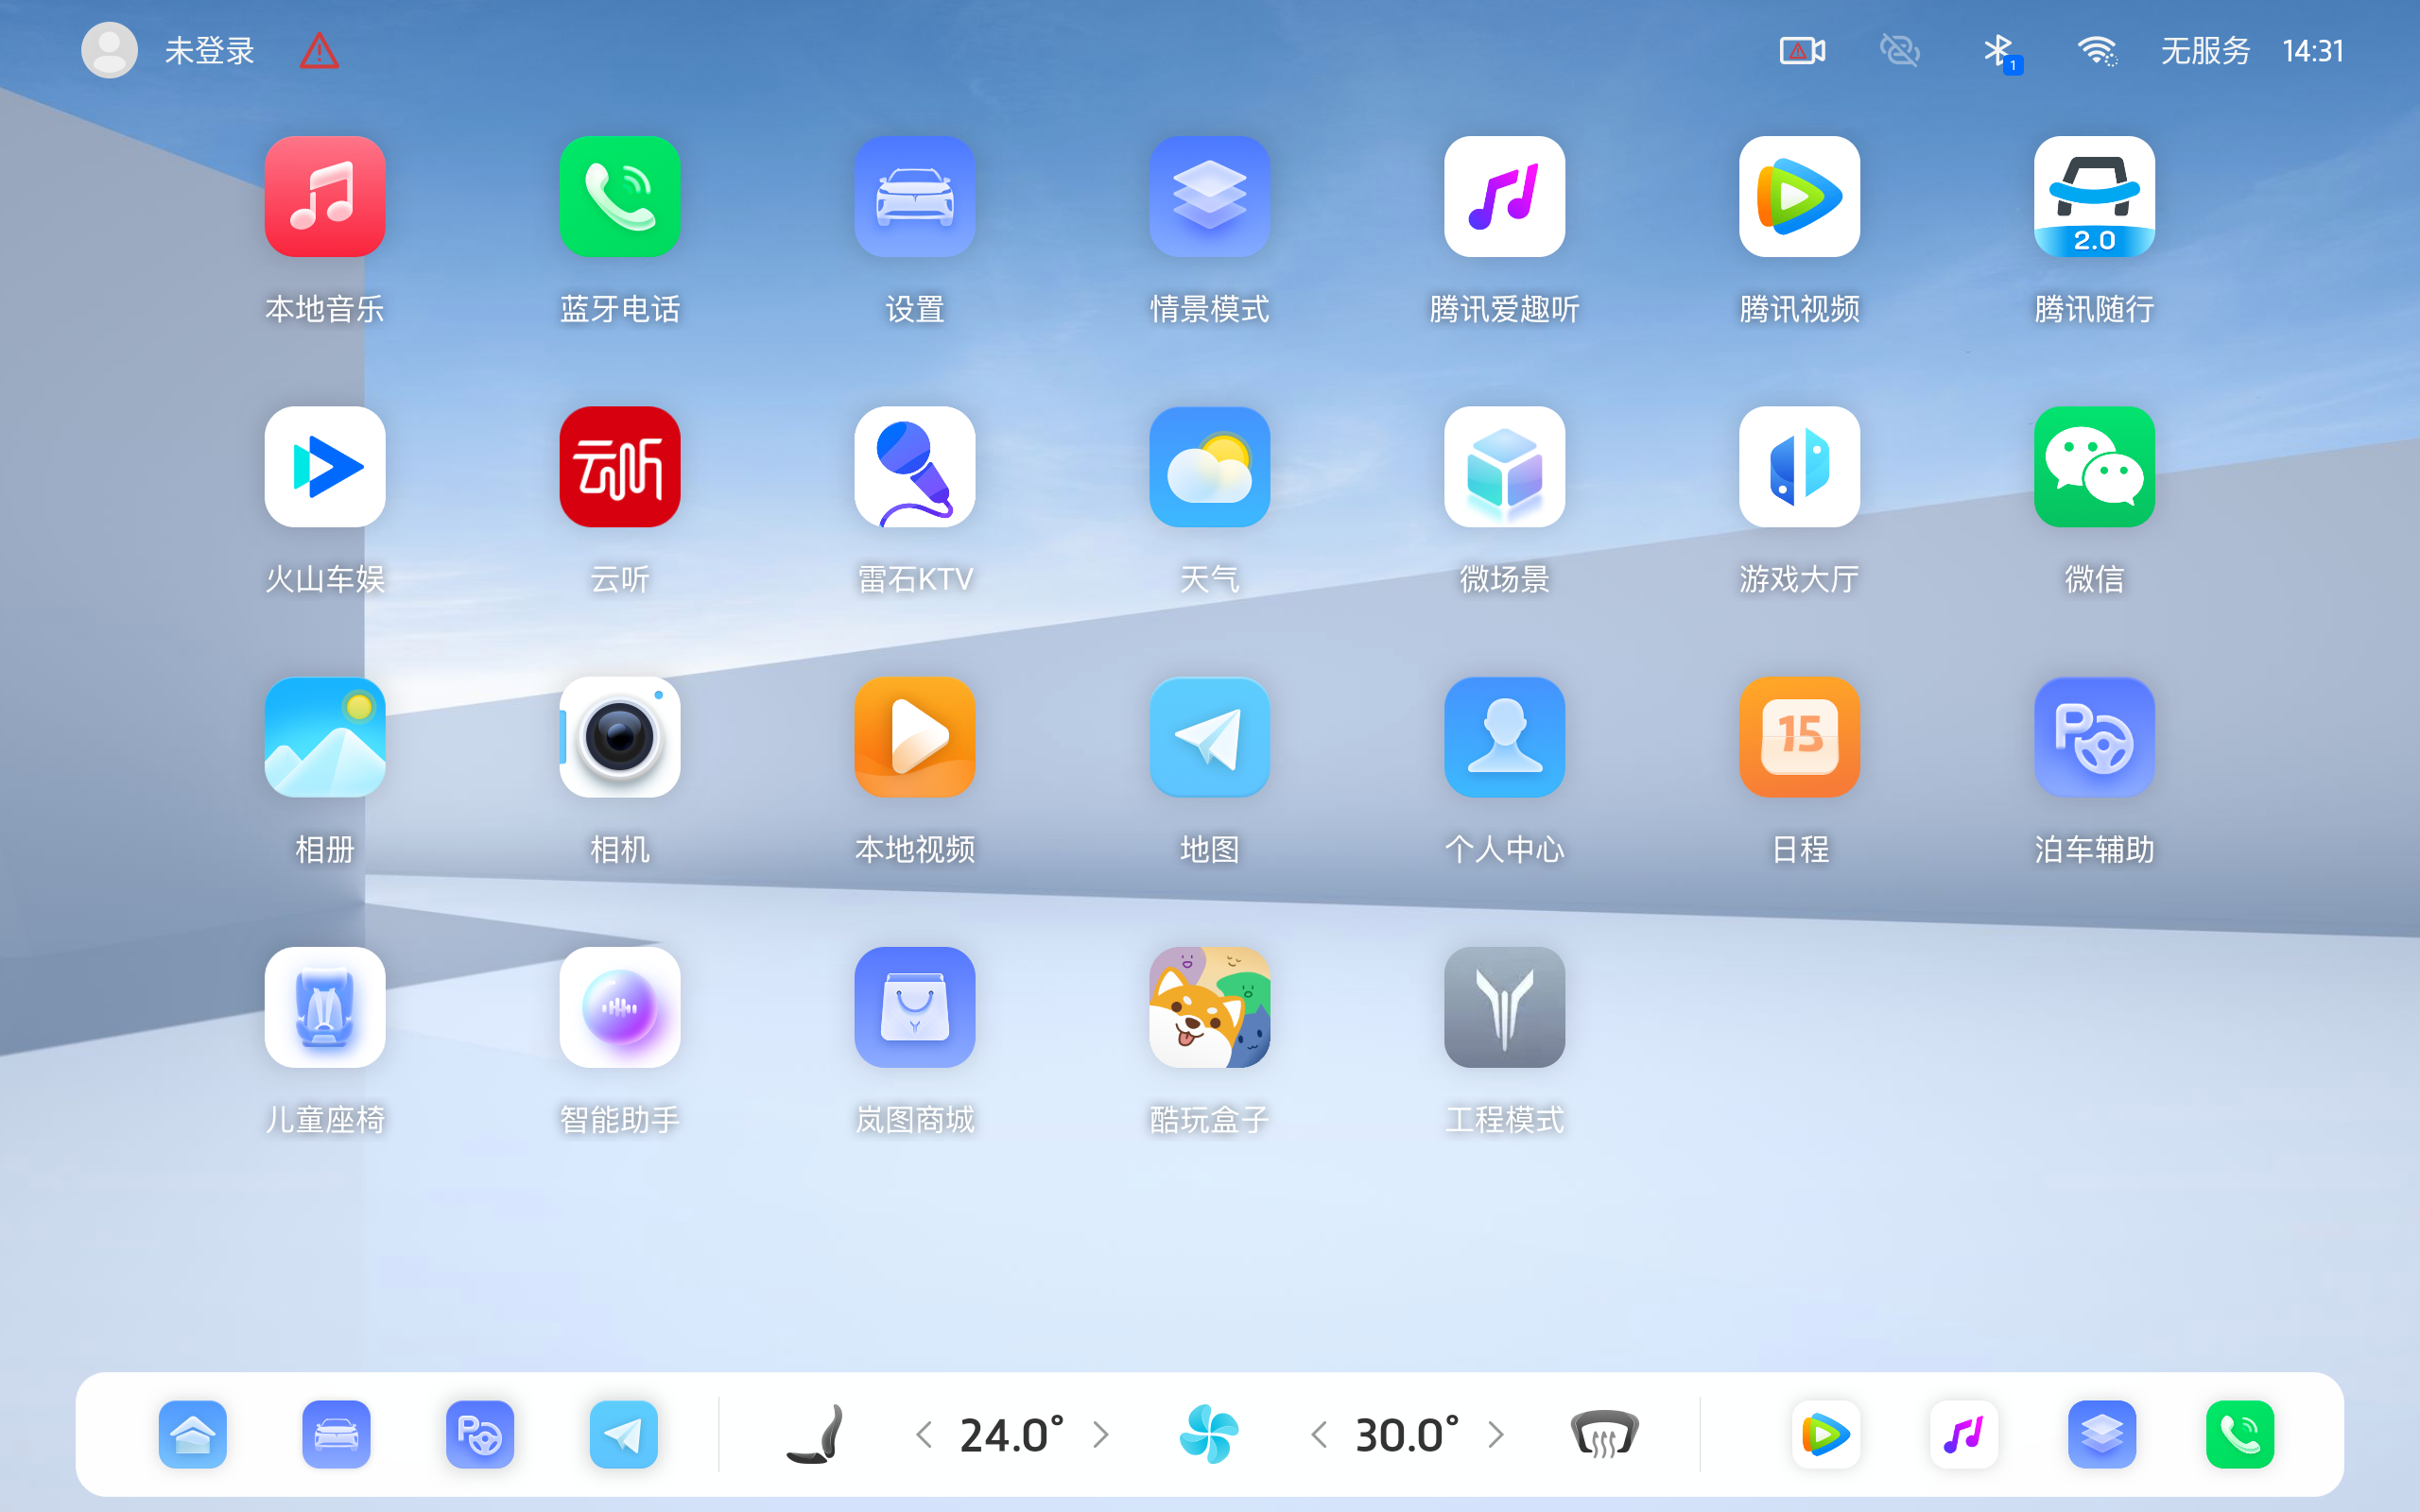 未登录
1
无服务 14:31
2.0
本地音乐 蓝牙电话 设置 情景模式 腾讯爱趣听 腾讯视频 腾讯随行
云听
火山车娱 云听 雷石KTV 天气 微场景 游戏大厅 微信
15
P
相册 相机 本地视频 地图 个人中心 日程 泊车辅助
儿童座椅 智能助手 岚图商城 酷玩盒子 工程模式
P
24.0° 30.0°